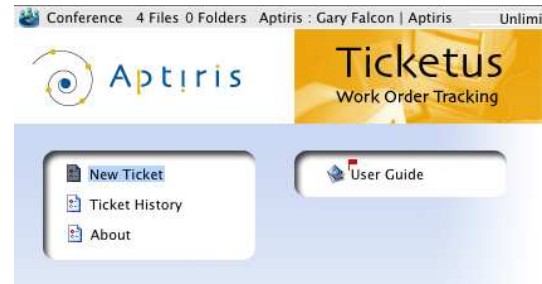 Conference 4 Files 0 Folders Aptiris : Gary Falcon | Aptiris Unlimi
Aptiris
Ticketus
Work Order Tracking
New Ticket
User Guide
Ticket History
About